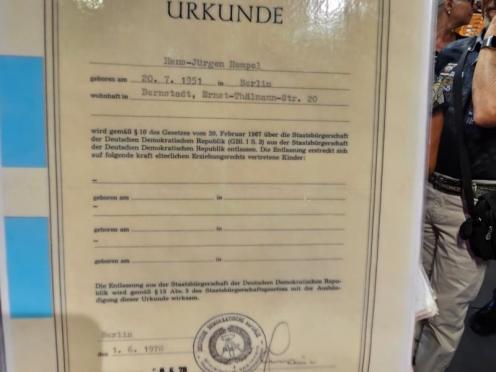 URKUNDE
Hans-Jürgen Hempel
geboren am 20. 7. 1951 in Berlin
wohnhaft in Bernstadt, Ernst-Thälmann-Str. 20
wird gemäß § 10 des Gesetzes vom 20. Februar 1967 über die Staatsbürgerschaft
der Deutschen Demokratischen Republik (GBl. I S. 2) aus der Staatsbürgerschaft
der Deutschen Demokratischen Republik entlassen. Die Entlassung erstreckt sich
auf folgende kraft elterlichen Erziehungsrechts vertretene Kinder:
–
geboren am in
–
geboren am in
–
geboren am in
Die Entlassung aus der Staatsbürgerschaft der Deutschen Demokratischen Repu-
blik wird gemäß § 15 Abs. 3 des Staatsbürgerschaftsgesetzes mit der Aushän-
digung dieser Urkunde wirksam.
Berlin
den 1. 6. 1978